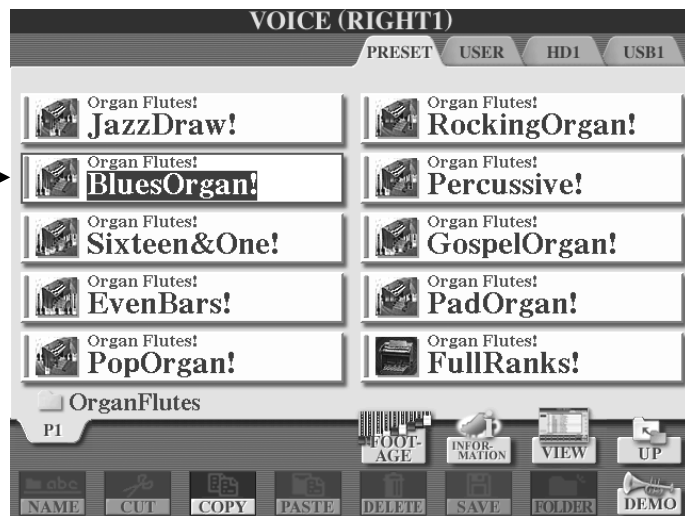 VOICE (RIGHT1)
PRESET USER HD1 USB1
Organ Flutes!
JazzDraw!
Organ Flutes!
RockingOrgan!
Organ Flutes!
BluesOrgan!
Organ Flutes!
Percussive!
Organ Flutes!
Sixteen&One!
Organ Flutes!
GospelOrgan!
Organ Flutes!
EvenBars!
Organ Flutes!
PadOrgan!
Organ Flutes!
PopOrgan!
Organ Flutes!
FullRanks!
OrganFlutes
P1
FOOT-
AGE
INFOR-
MATION
VIEW
UP
abc
NAME CUT COPY PASTE DELETE SAVE FOLDER DEMO